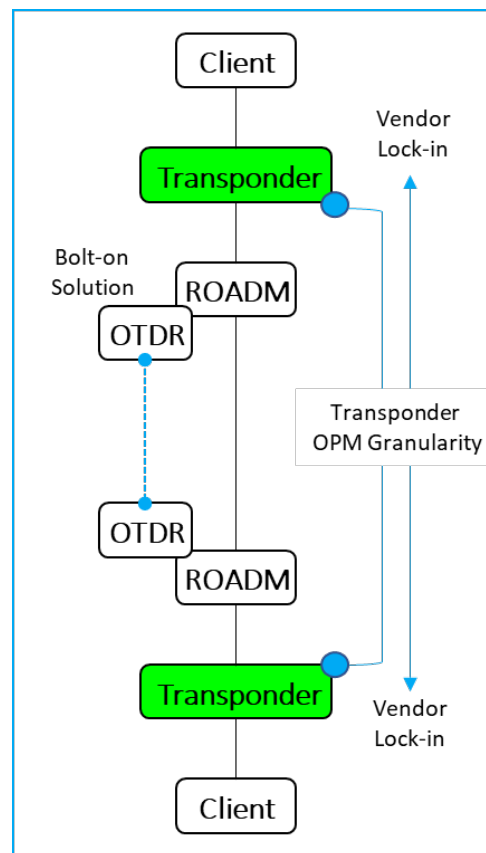 Client
Vendor
Lock-in
Transponder
Bolt-on
Solution
ROADM
OTDR
Transponder
OPM Granularity
OTDR
ROADM
Transponder
Vendor
Lock-in
Client